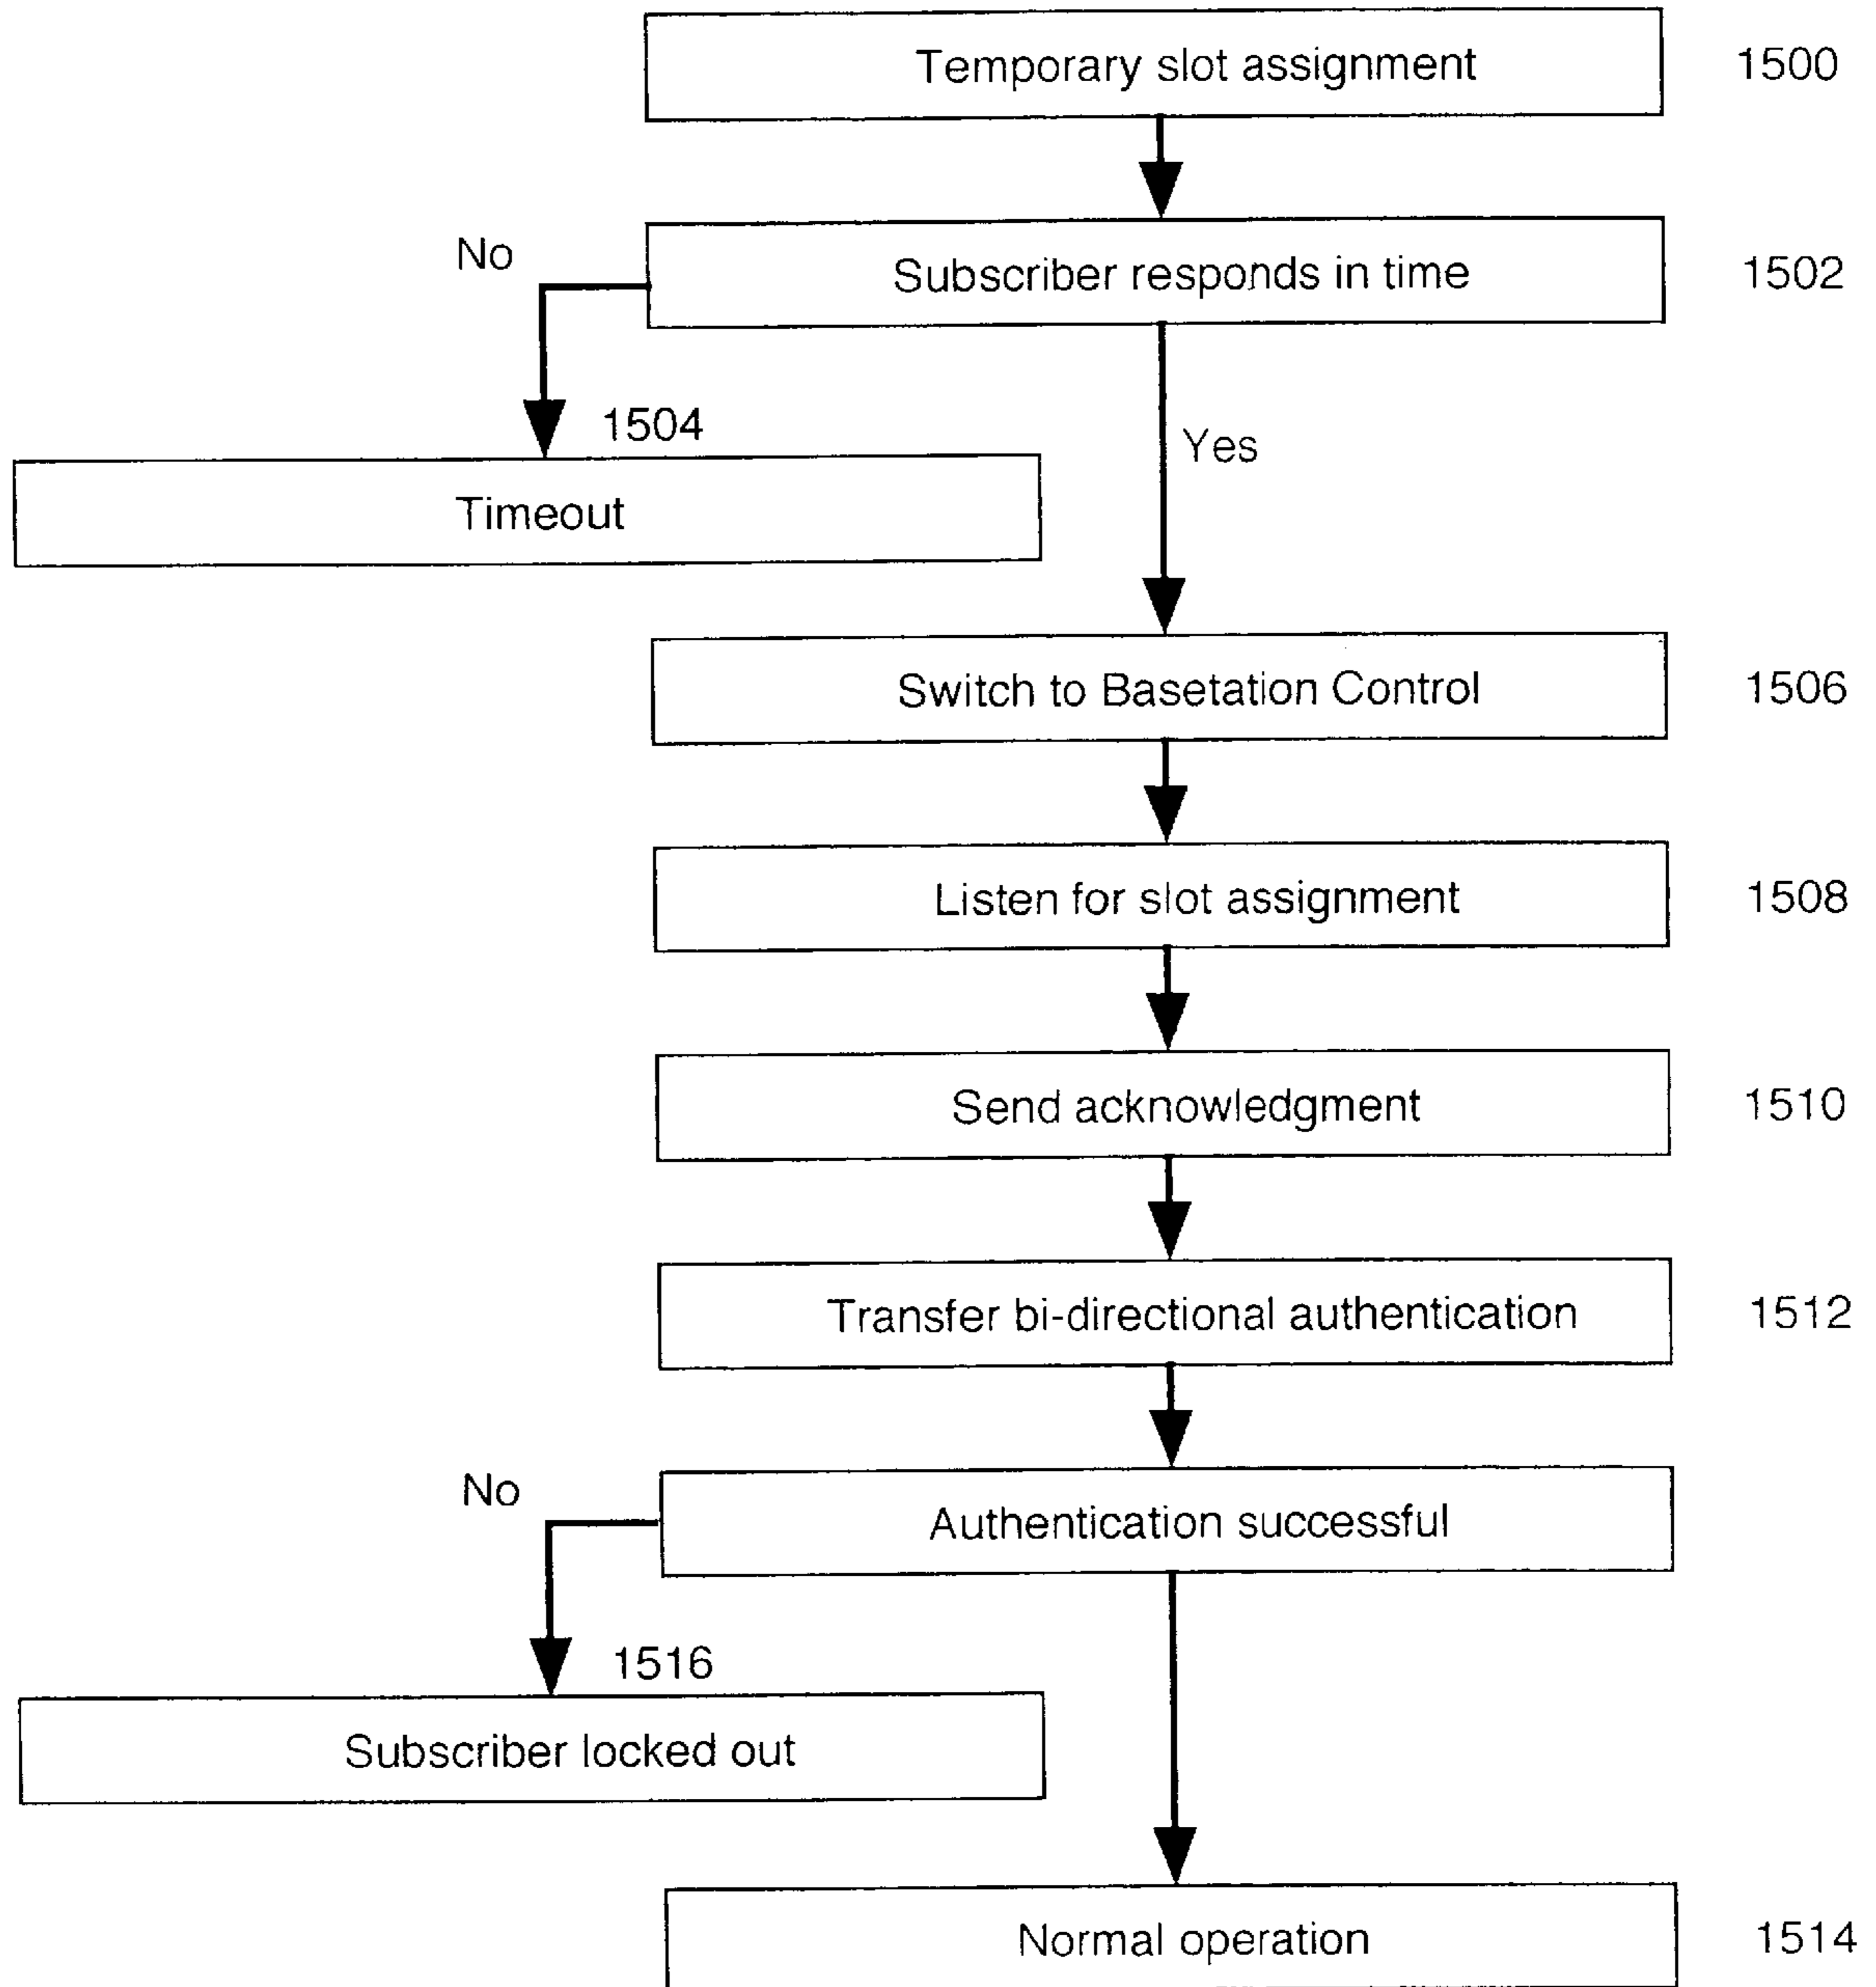 Temporary slot assignment 1500
Subscriber responds in time 1502
No
1504
Yes
Timeout
Switch to Basetation Control 1506
Listen for slot assignment 1508
Send acknowledgment 1510
Transfer bi-directional authentication 1512
No
Authentication successful
1516
Subscriber locked out
Normal operation 1514